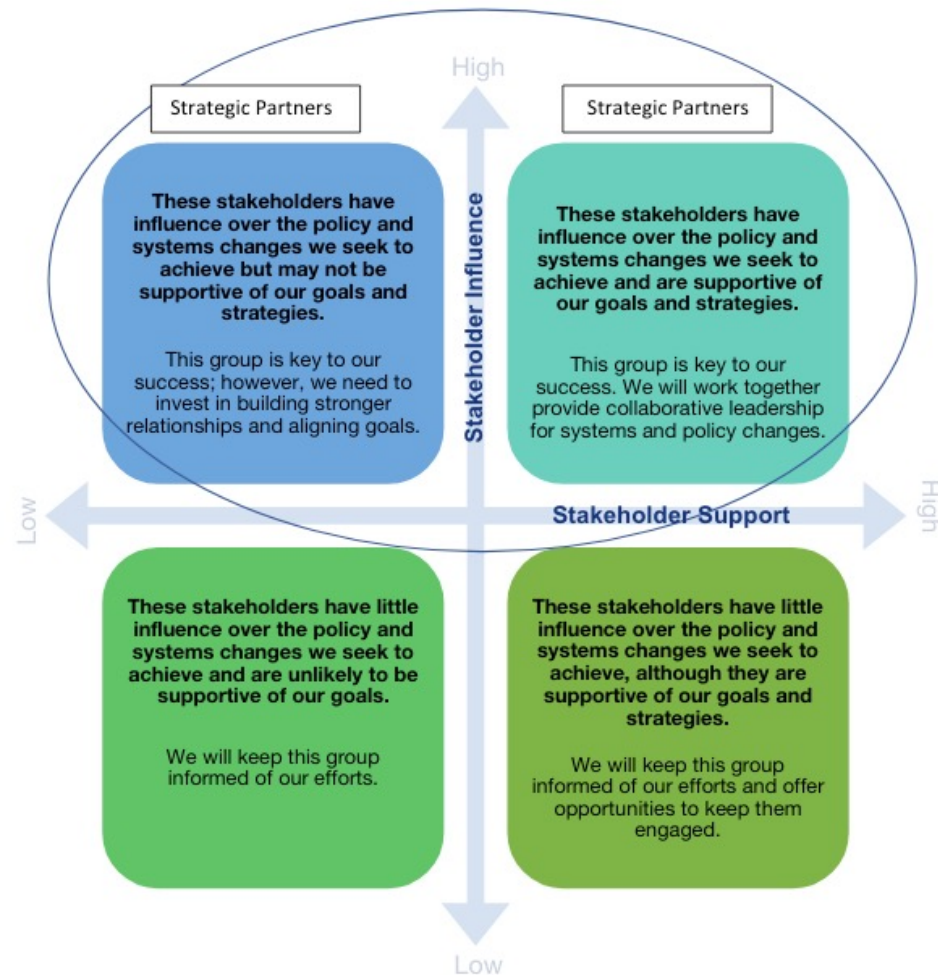 High
Strategic Partners
Strategic Partners
These stakeholders have
influence over the policy and
systems changes we seek to
achieve but may not be
supportive of our goals and
strategies.
This group is key to our
success; however, we need to
invest in building stronger
relationships and aligning goals.
Stakeholder Influence
These stakeholders have
influence over the policy and
systems changes we seek to
achieve and are supportive of
our goals and strategies.
This group is key to our
success. We will work together
provide collaborative leadership
for systems and policy changes.
Low
Stakeholder Support
High
These stakeholders have little
influence over the policy and
systems changes we seek to
achieve and are unlikely to be
supportive of our goals.
We will keep this group
informed of our efforts.
These stakeholders have little
influence over the policy and
systems changes we seek to
achieve, although they are
supportive of our goals and
strategies.
We will keep this group
informed of our efforts and offer
opportunities to keep them
engaged.
Low